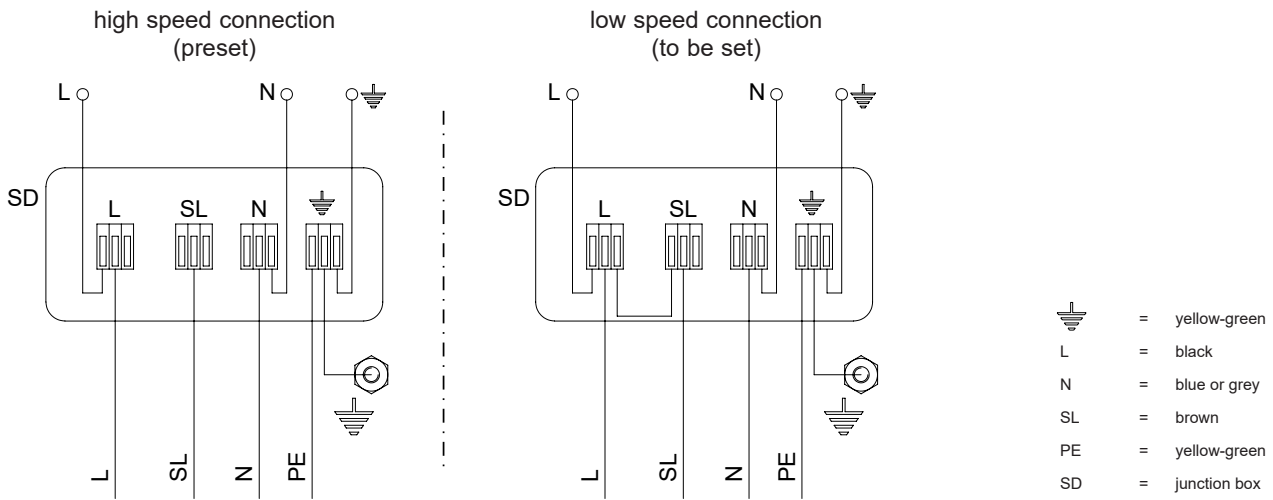 high speed connection
(preset)
L
N
SD
L
SL
N
L
SL
N
PE
low speed connection
(to be set)
L
N
SD
L
SL
N
L
SL
N
PE
= yellow-green
L = black
N = blue or grey
SL = brown
PE = yellow-green
SD = junction box